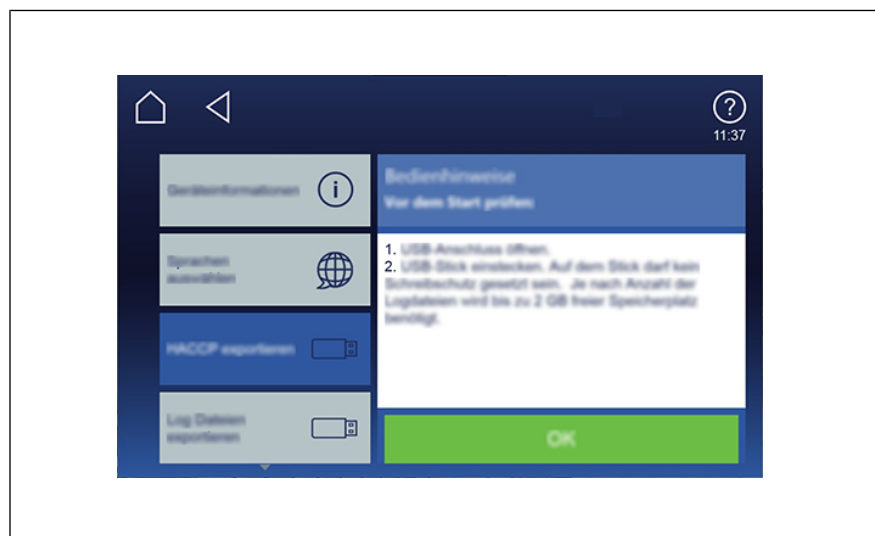 ?
11:37
Geräteinformationen
i
Bedienhinweise
Vor dem Start prüfen:
Sprachen
auswählen
HACCP exportieren
Log Dateien
exportieren
1. USB-Anschluss öffnen.
2. USB-Stick einstecken. Auf dem Stick darf kein
Schreibschutz gesetzt sein. Je nach Anzahl der
Logdateien wird bis zu 2 GB freier Speicherplatz
benötigt.
OK